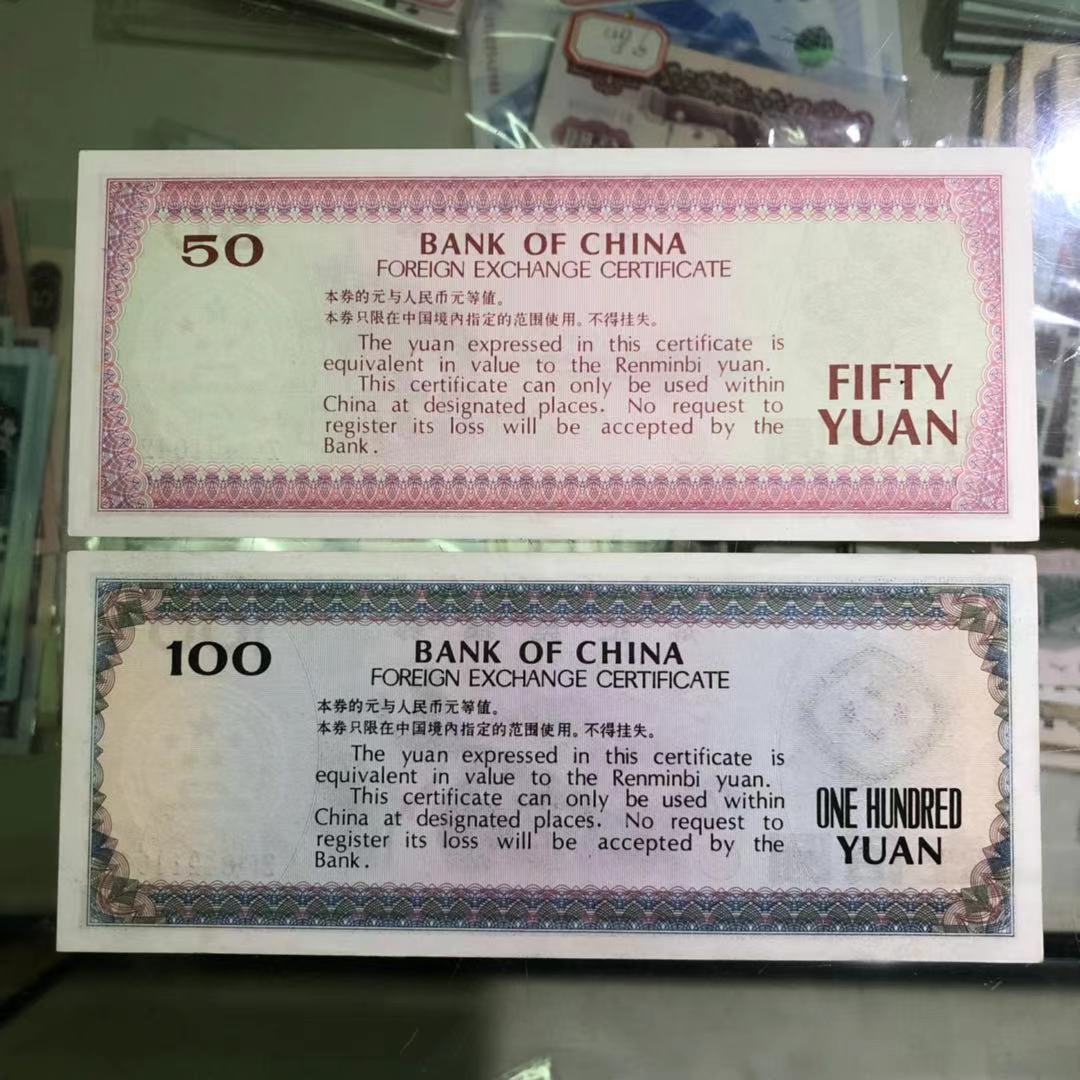 50
BANK OF CHINA
FOREIGN EXCHANGE CERTIFICATE
本券的元与人民币元等值。
本券只限在中国境内指定的范围使用。不得挂失。
The yuan expressed in this certificate is
equivalent in value to the Renminbi yuan.
This certificate can only be used within
China at designated places. No request to
register its loss will be accepted by the
Bank.
FIFTY
YUAN
100
BANK OF CHINA
FOREIGN EXCHANGE CERTIFICATE
本券的元与人民币元等值。
本券只限在中国境内指定的范围使用。不得挂失。
The yuan expressed in this certificate is
equivalent in value to the Renminbi yuan.
This certificate can only be used within
China at designated places. No request to
register its loss will be accepted by the
Bank.
ONE HUNDRED
YUAN